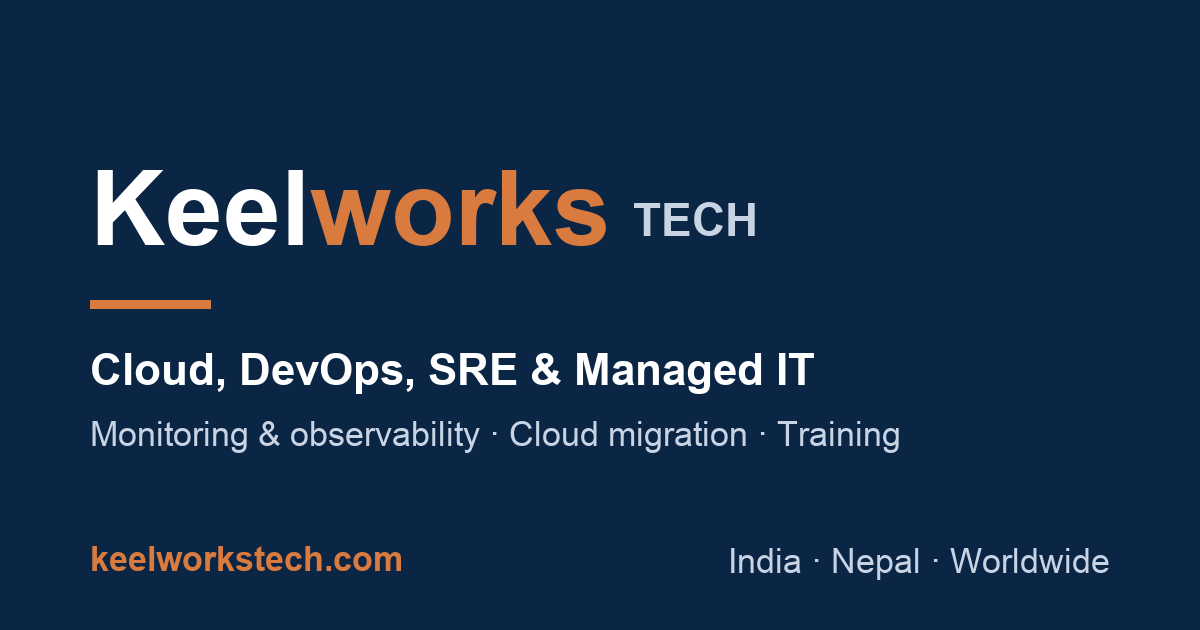 Keelworks TECH
Cloud, DevOps, SRE & Managed IT
Monitoring & observability · Cloud migration · Training
keelworkstech.com
India · Nepal · Worldwide